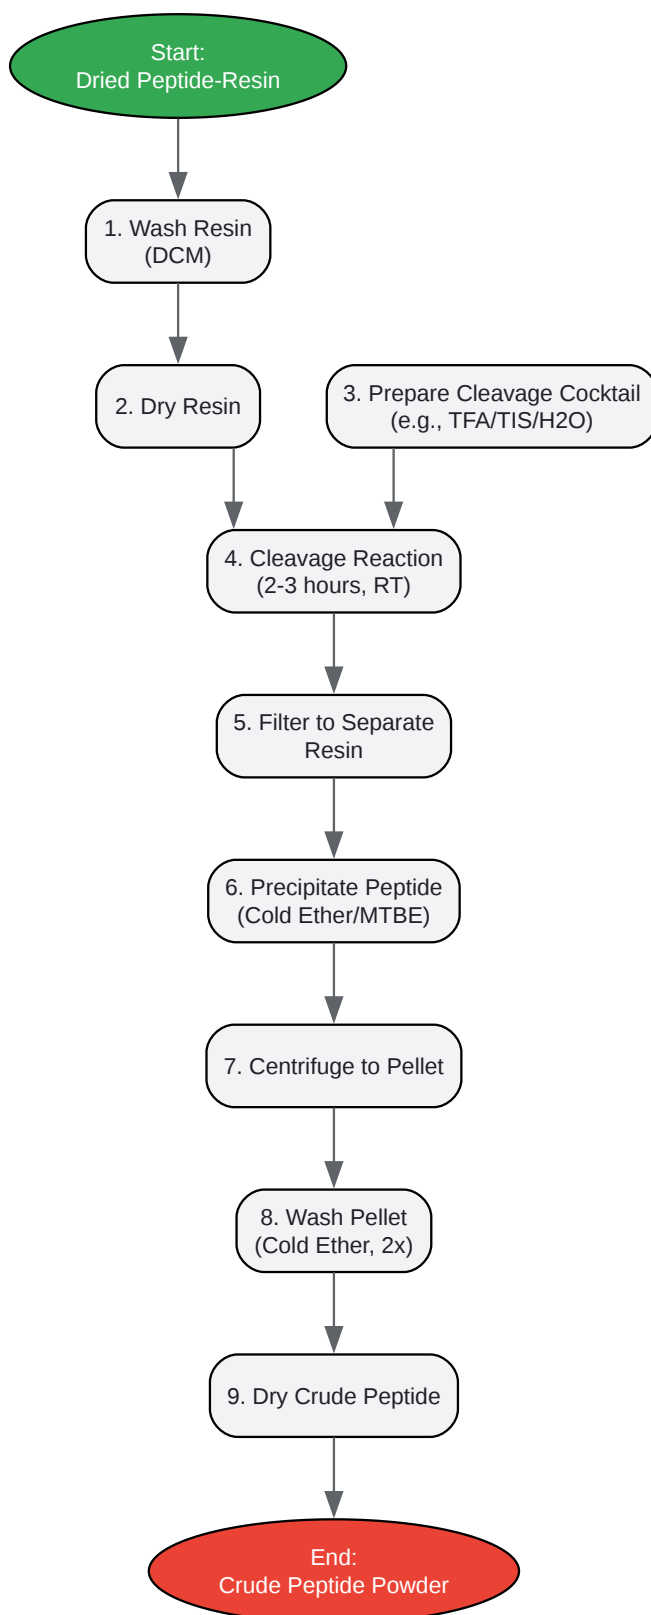 Start:
Dried Peptide-Resin
1. Wash Resin
(DCM)
2. Dry Resin
3. Prepare Cleavage Cocktail
(e.g., TFA/TIS/H2O)
4. Cleavage Reaction
(2-3 hours, RT)
5. Filter to Separate
Resin
6. Precipitate Peptide
(Cold Ether/MTBE)
7. Centrifuge to Pellet
8. Wash Pellet
(Cold Ether, 2x)
9. Dry Crude Peptide
End:
Crude Peptide Powder